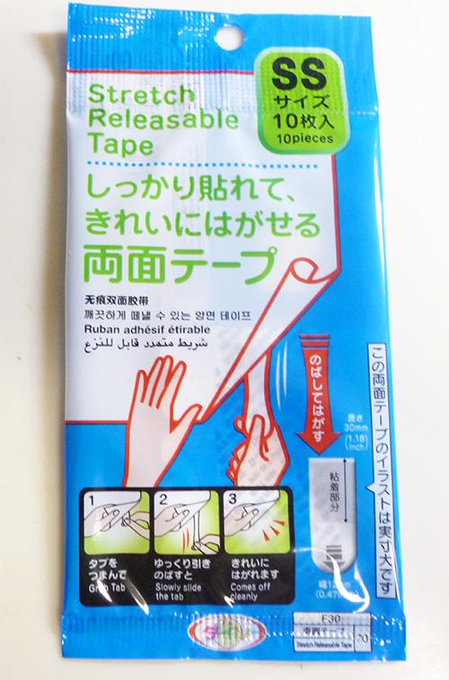 SS
サイズ
10枚入
10pieces
Stretch
Releasable
Tape
しっかり貼れて、
きれいにはがせる
両面テープ
无痕双面胶带
깨끗하게 떼낼 수 있는 양면 테이프
Ruban adhésif étirable
شريط متمدد قابل للنزع
のばしてはがす
この両面テープのイラストは実寸大です
長さ
30mm
(1.18)
(inch)
粘着部分
1
タブを
つまんで
Grab Tab
2
ゆっくり引き
のばすと
Slowly slide
the tab
3
きれいに
はがれます
Comes off
cleanly
F30
Stretch Releasable Tape